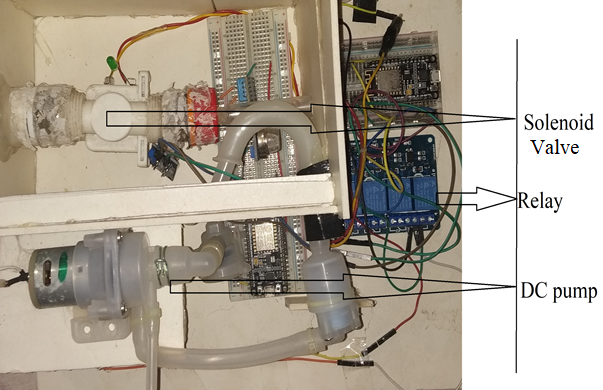 Solenoid
Valve
Relay
DC pump